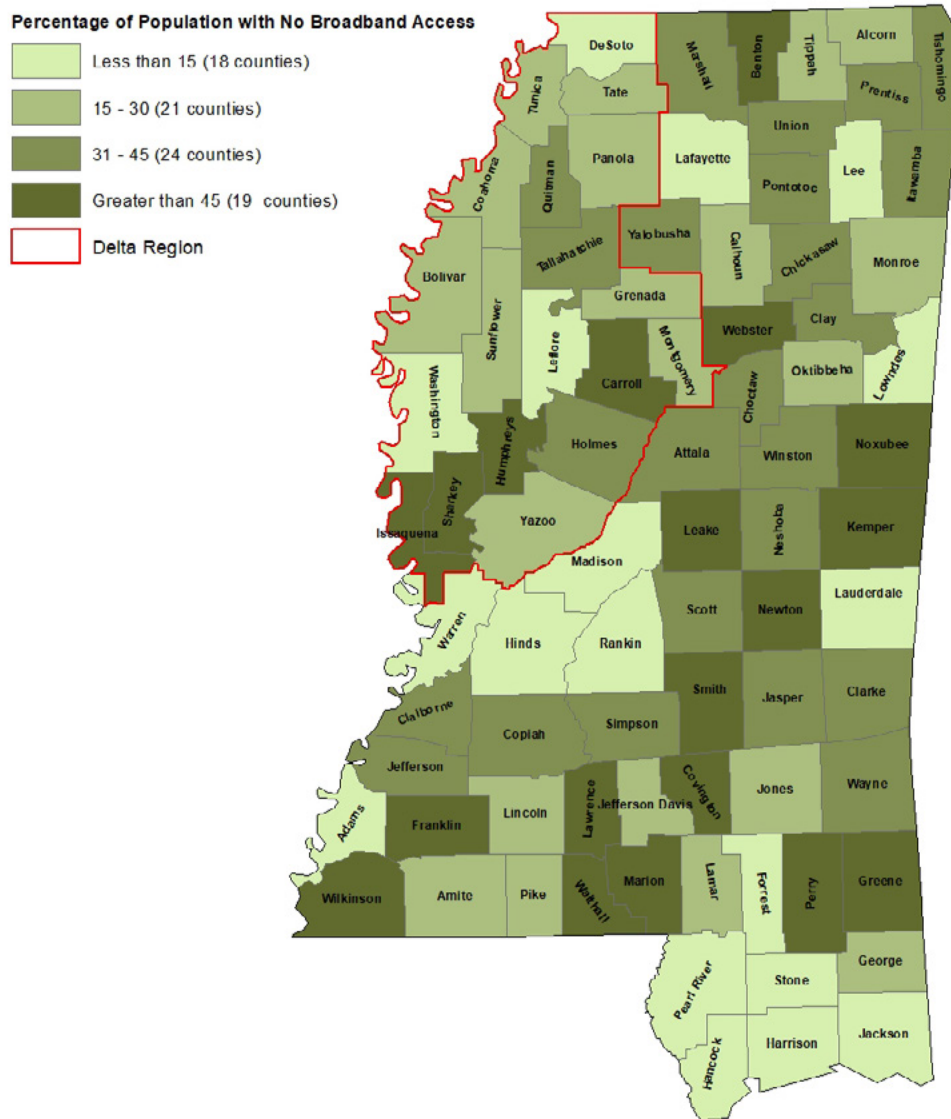 Percentage of Population with No Broadband Access
Less than 15 (18 counties)
15 - 30 (21 counties)
31 - 45 (24 counties)
Greater than 45 (19 counties)
Delta Region
DeSoto
Marshall
Benton
Tippah
Alcorn
Tishomingo
Tunica
Tate
Prentiss
Union
Panola
Lafayette
Lee
Itawamba
Coahoma
Quitman
Pontotoc
Yalobusha
Tallahatchie
Calhoun
Chickasaw
Monroe
Bolivar
Grenada
Sunflower
Leflore
Webster
Clay
Montgomery
Lowndes
Washington
Carroll
Oktibbeha
Choctaw
Humphreys
Holmes
Attala
Winston
Noxubee
Sharkey
Issaquena
Yazoo
Leake
Neshoba
Kemper
Madison
Lauderdale
Warren
Hinds
Rankin
Scott
Newton
Smith
Jasper
Clarke
Claiborne
Copiah
Simpson
Jefferson
Covington
Jones
Wayne
Lawrence
Jefferson Davis
Lincoln
Adams
Franklin
Wilkinson
Amite
Pike
Walthall
Marion
Lamar
Forrest
Perry
Greene
George
Pearl River
Stone
Jackson
Hancock
Harrison